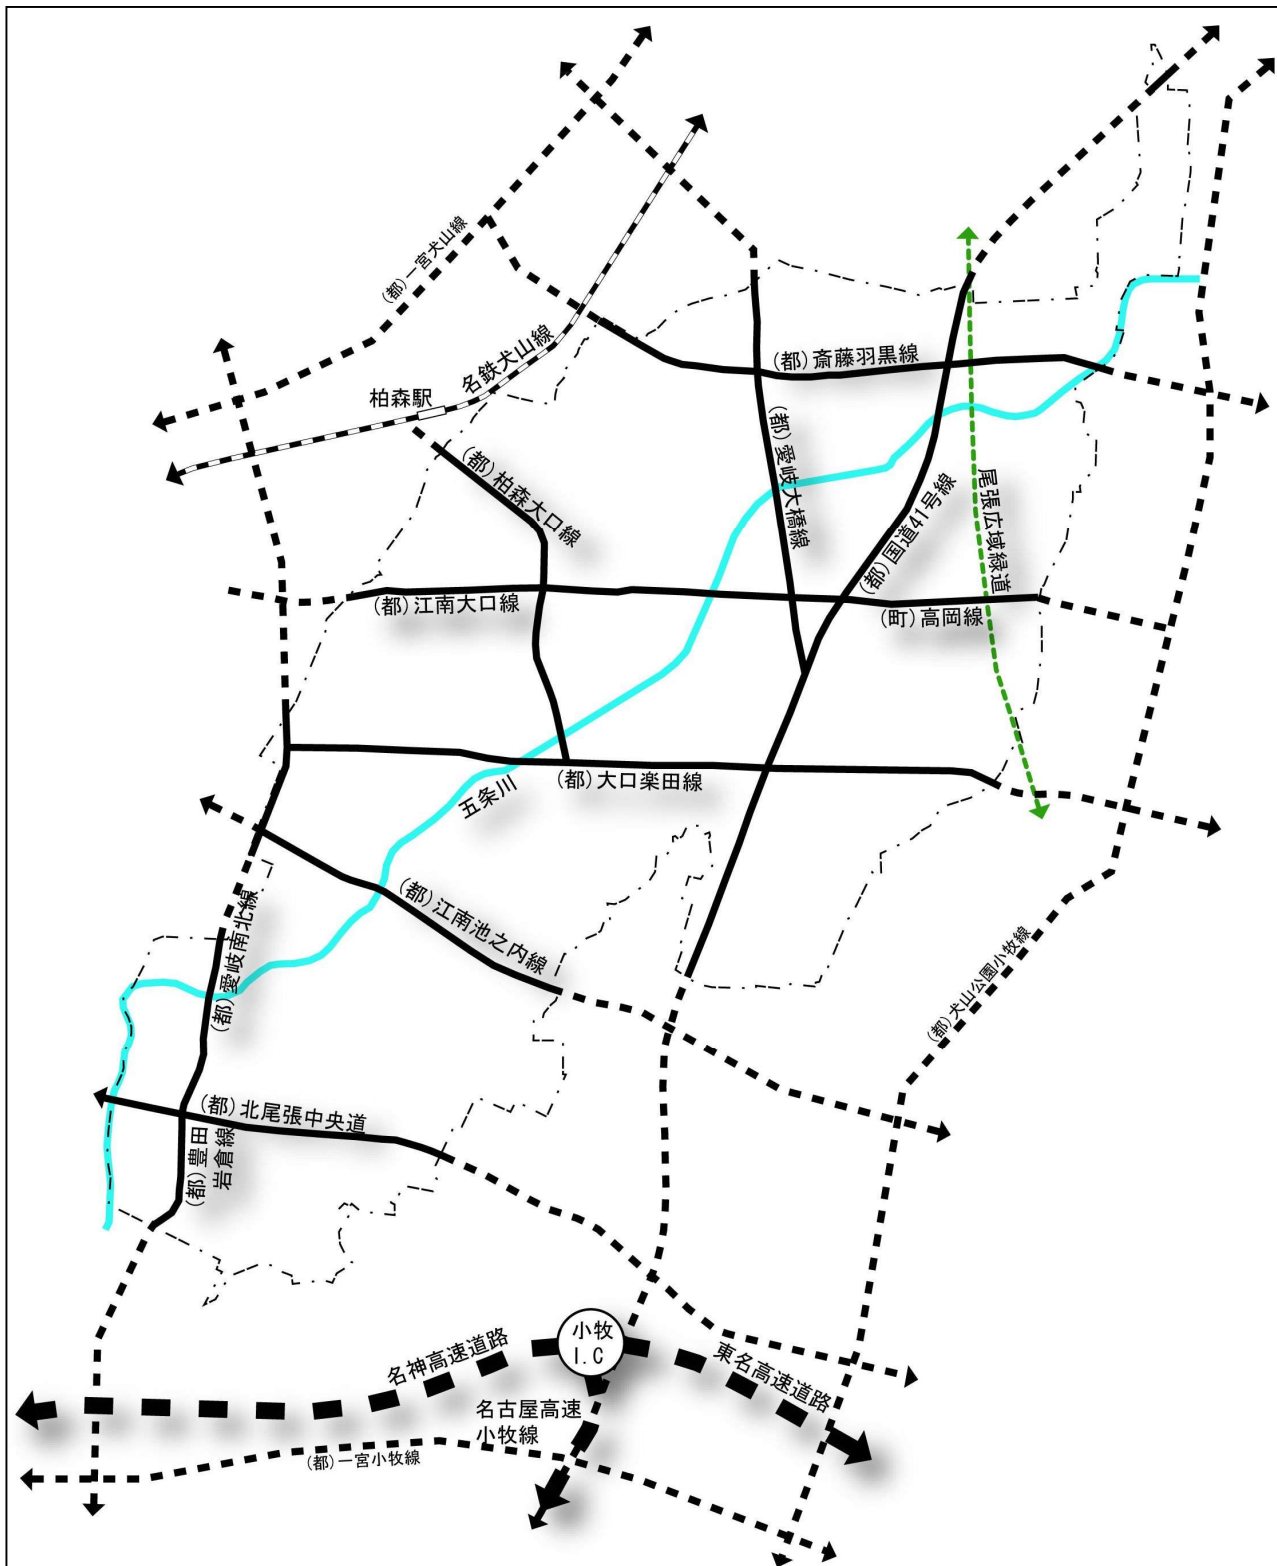 (都)一宮犬山線
名鉄犬山線
柏森駅
(都)斎藤羽黒線
(都)柏森大口線
(都)愛岐大橋線
(都)国道41号線
尾張広域緑道
(都)江南大口線
(町)高岡線
(都)大口楽田線
五条川
(都)江南池之内線
(都)愛岐南北線
(都)犬山公園小牧線
(都)北尾張中央道
(都)豊田
岩倉線
小牧
I.C
名神高速道路
東名高速道路
名古屋高速
小牧線
(都)一宮小牧線